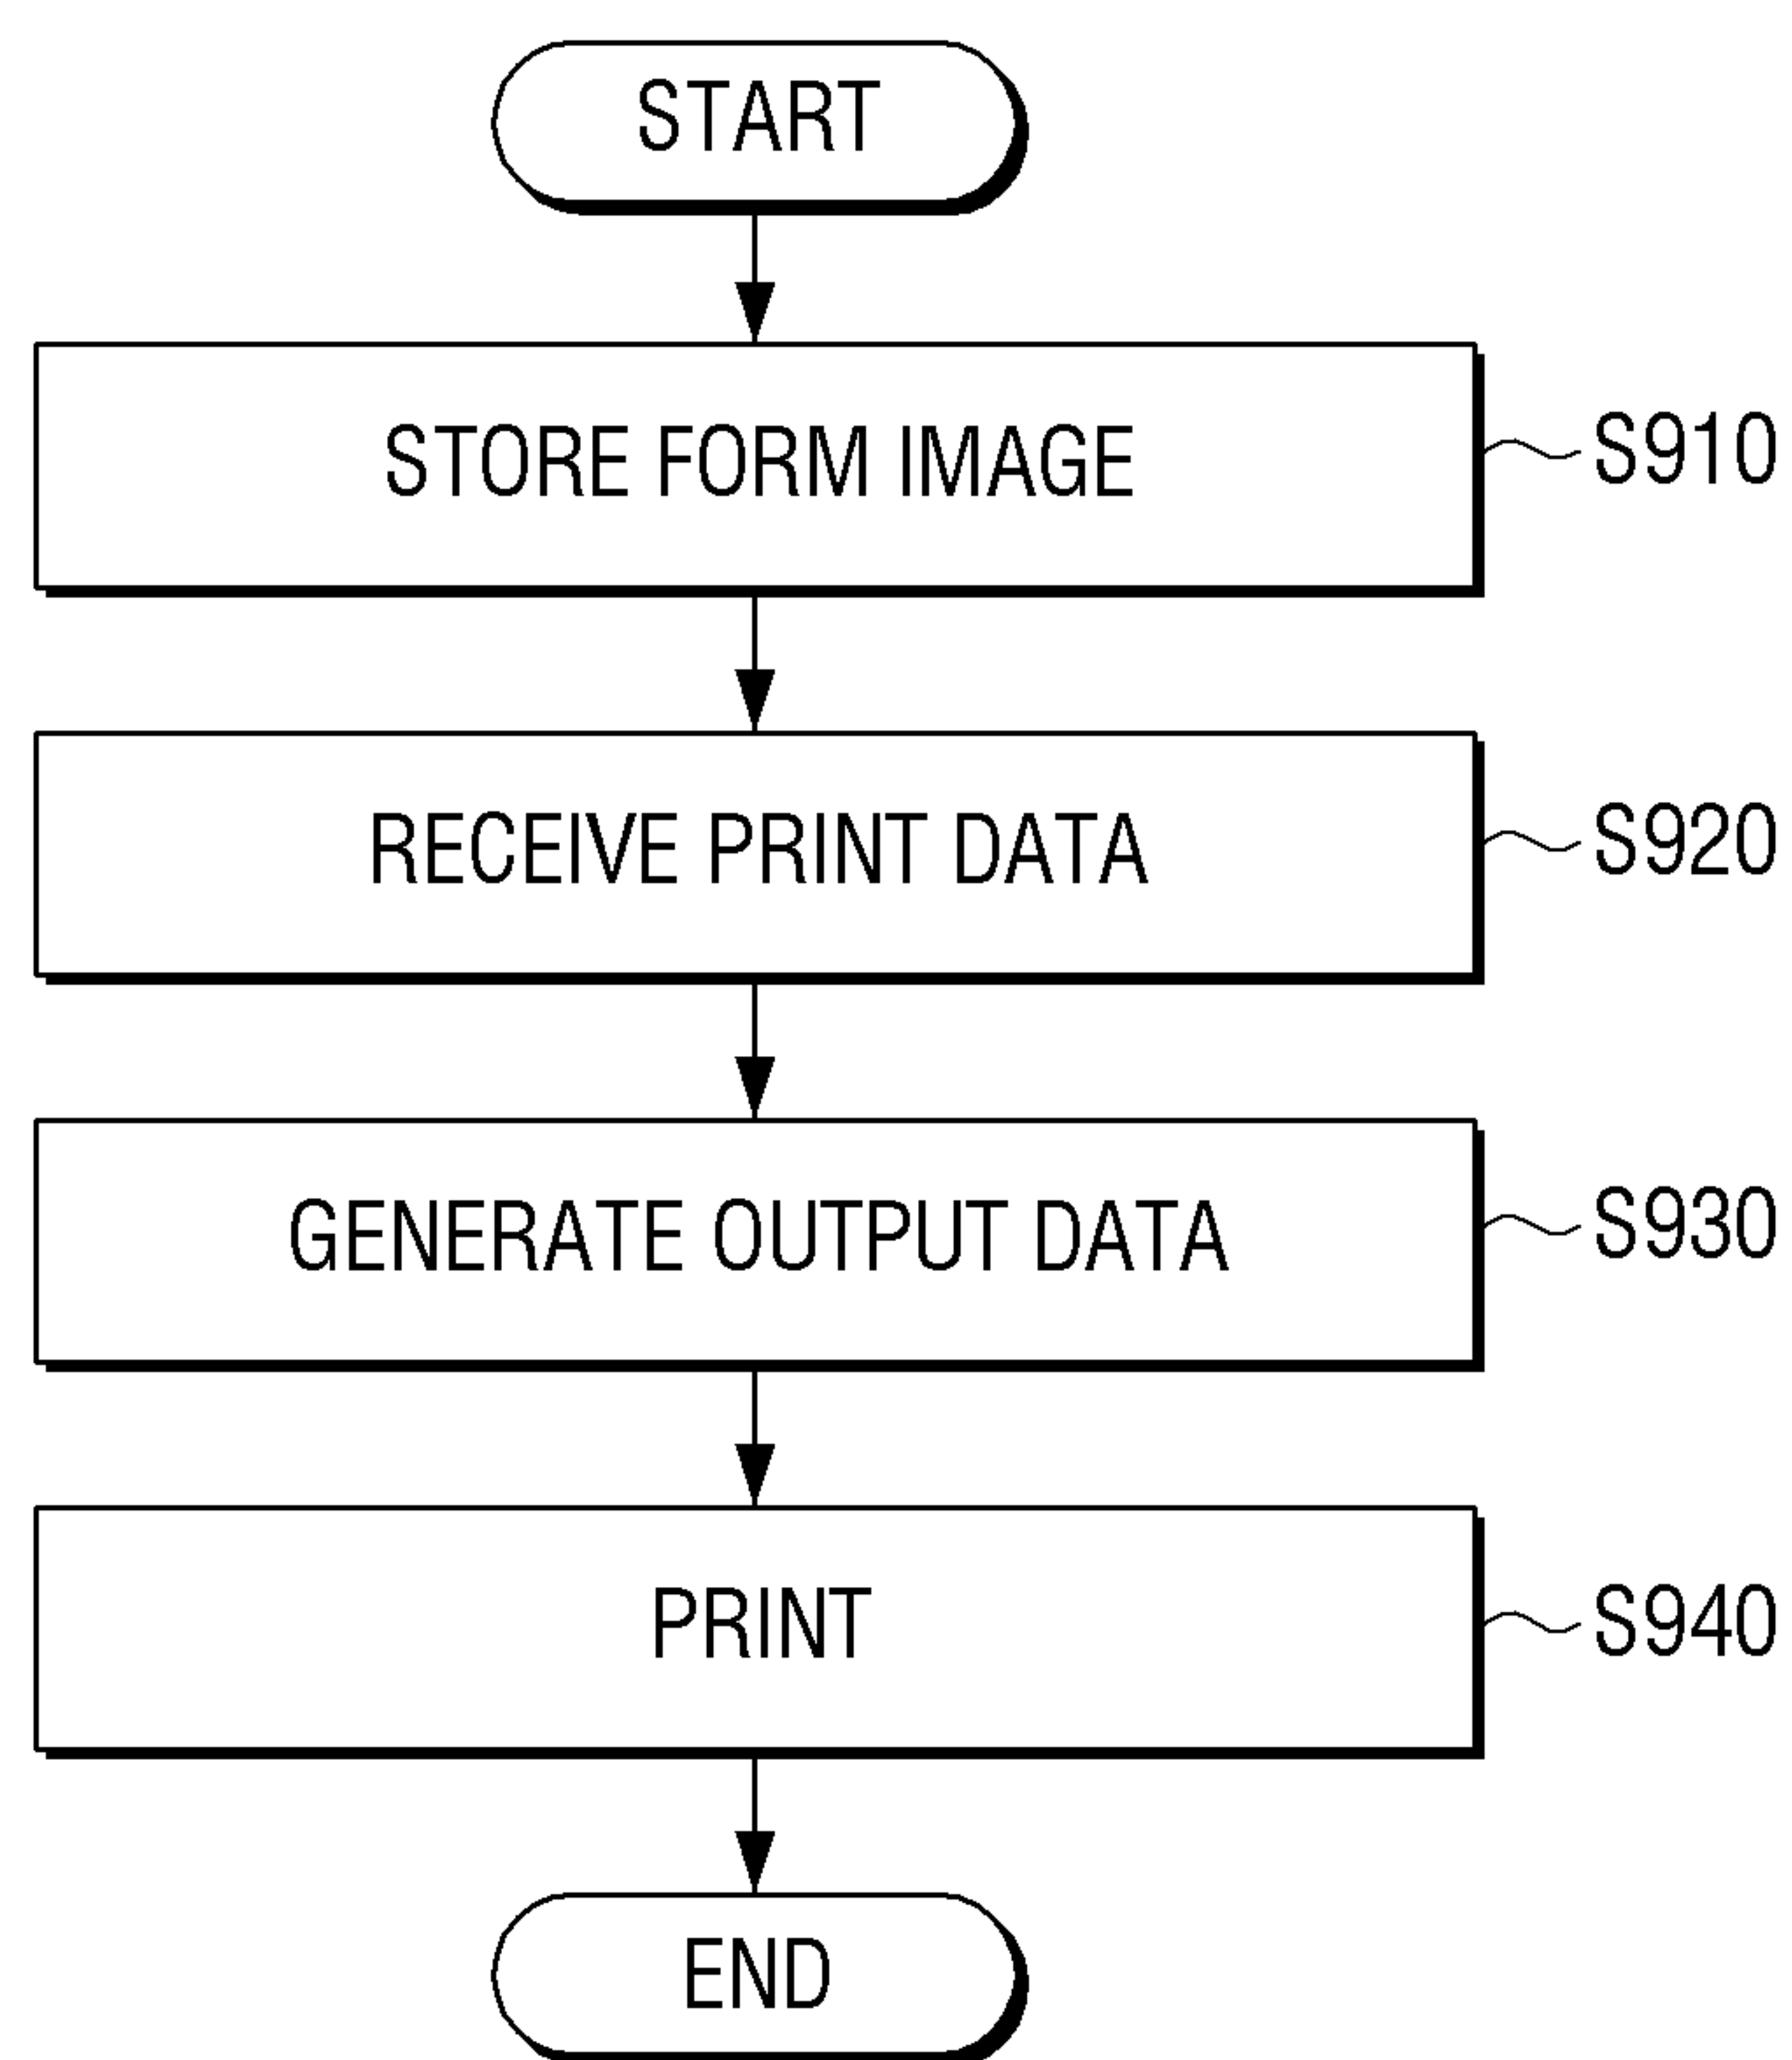 START
STORE FORM IMAGE
S910
RECEIVE PRINT DATA
S920
GENERATE OUTPUT DATA
S930
PRINT
S940
END